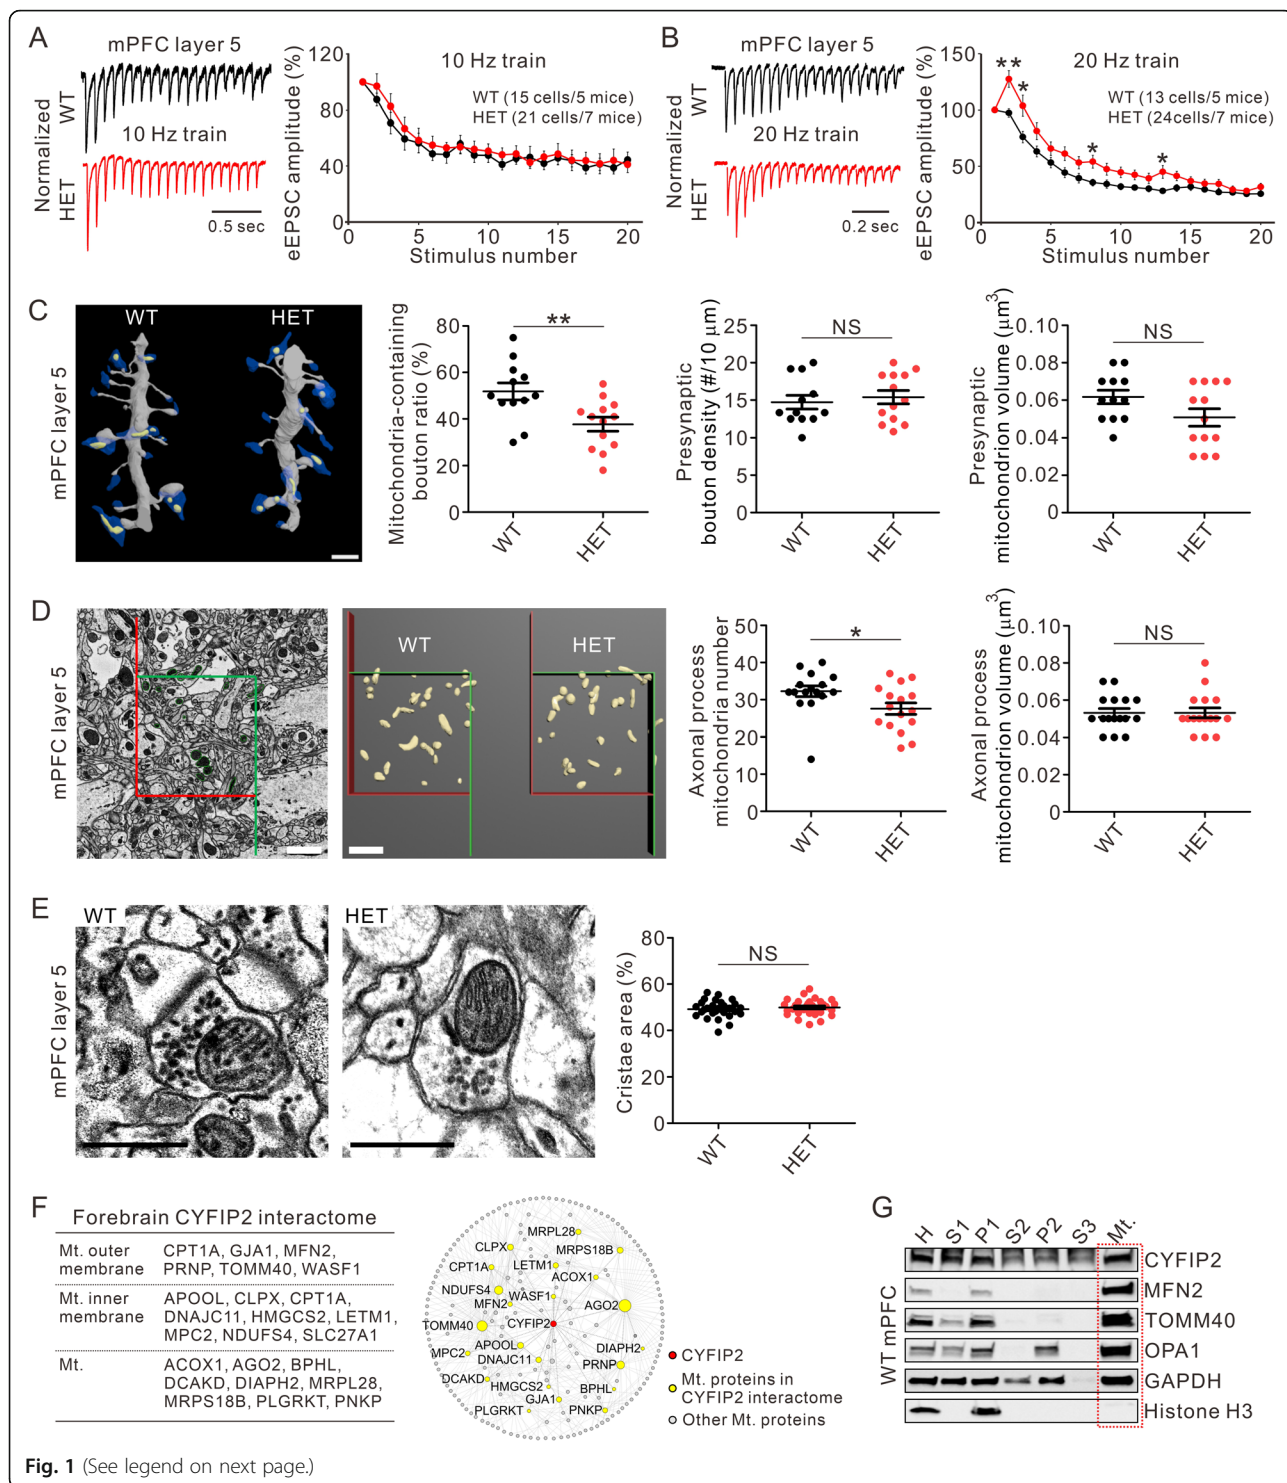 A
mPFC layer 5
WT
10 Hz train
Normalized
HET
0.5 sec
eEPSC amplitude (%)
120
80
40
0
10 Hz train
WT (15 cells/5 mice)
HET (21 cells/7 mice)
0 5 10 15 20
Stimulus number
B
mPFC layer 5
WT
20 Hz train
Normalized
HET
0.2 sec
eEPSC amplitude (%)
150
100
50
0
20 Hz train
**
*
WT (13 cells/5 mice)
HET (24cells/7 mice)
*
*
0 5 10 15 20
Stimulus number
C
mPFC layer 5
WT HET
Mitochondria-containing
bouton ratio (%)
80
60
40
20
0
**
WT HET
Presynaptic
bouton density (#/10 μm)
25
20
15
10
5
0
NS
WT HET
Presynaptic
mitochondrion volume (μm³)
0.10
0.08
0.06
0.04
0.02
0
NS
WT HET
D
mPFC layer 5
WT HET
Axonal process
mitochondria number
50
40
30
20
10
0
*
WT HET
Axonal process
mitochondrion volume (μm³)
0.10
0.08
0.06
0.04
0.02
0
NS
WT HET
E
mPFC layer 5
WT
HET
Cristae area (%)
80
60
40
20
0
NS
WT HET
F
Forebrain CYFIP2 interactome
Mt. outer CPT1A, GJA1, MFN2,
membrane PRNP, TOMM40, WASF1
Mt. inner APOOL, CLPX, CPT1A,
membrane DNAJC11, HMGCS2, LETM1,
MPC2, NDUFS4, SLC27A1
Mt. ACOX1, AGO2, BPHL,
DCAKD, DIAPH2, MRPL28,
MRPS18B, PLGRKT, PNKP
MRPL28
CLPX
MRPS18B
CPT1A
LETM1
ACOX1
NDUFS4
WASF1
MFN2
AGO2
TOMM40
CYFIP2
APOOL
DIAPH2
MPC2
DNAJC11
PRNP
DCAKD
HMGCS2
BPHL
GJA1
PLGRKT
PNKP
CYFIP2
Mt. proteins in
CYFIP2 interactome
Other Mt. proteins
G
H S1 P1 S2 P2 S3 Mt.
WT mPFC
CYFIP2
MFN2
TOMM40
OPA1
GAPDH
Histone H3
Fig. 1 (See legend on next page.)